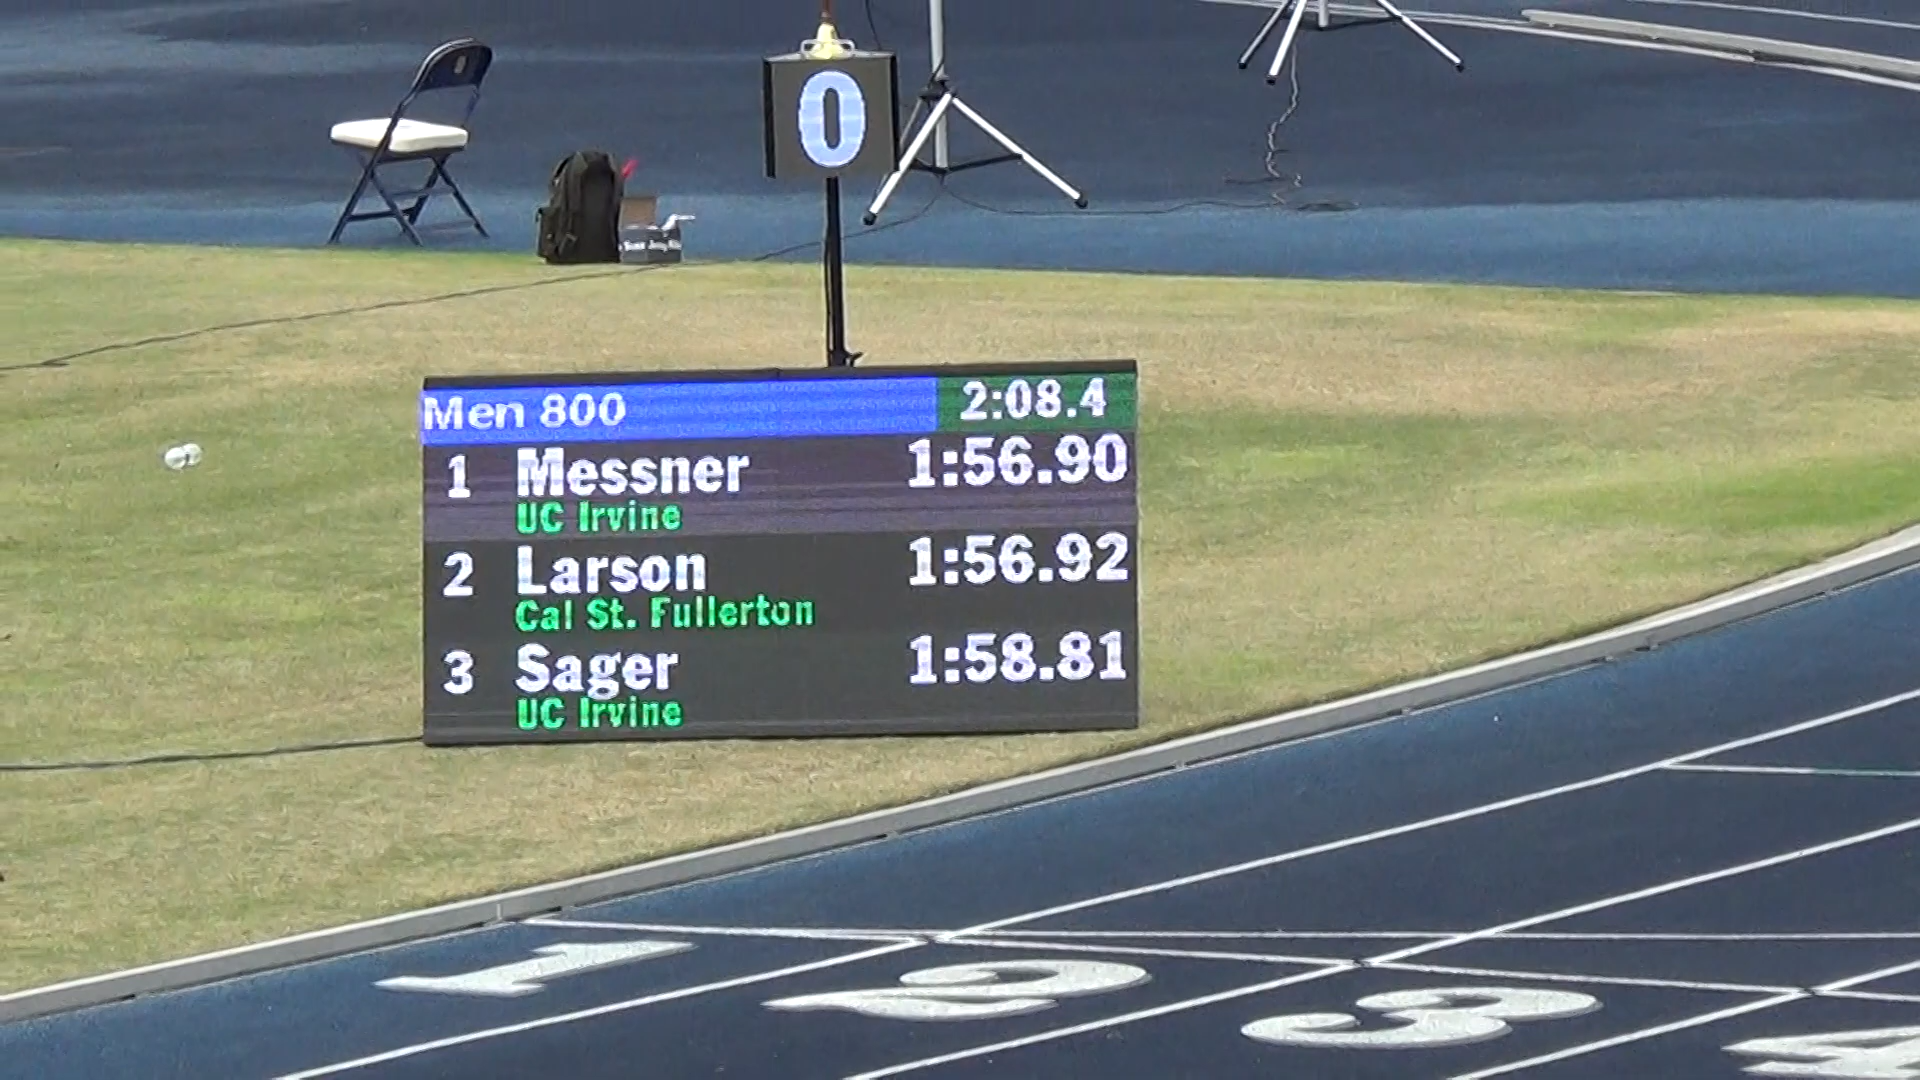 0
Men 800 2:08.4
1 Messner 1:56.90
UC Irvine
2 Larson 1:56.92
Cal St. Fullerton
3 Sager 1:58.81
UC Irvine
1 2 3 4